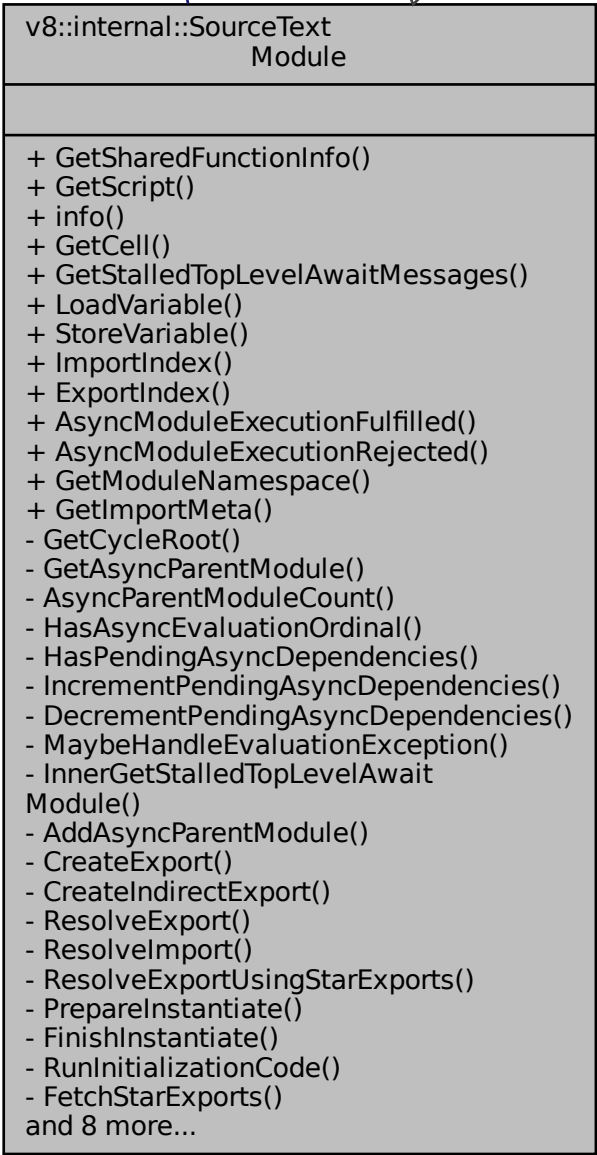 v8::internal::SourceText
Module
+ GetSharedFunctionInfo()
+ GetScript()
+ info()
+ GetCell()
+ GetStalledTopLevelAwaitMessages()
+ LoadVariable()
+ StoreVariable()
+ ImportIndex()
+ ExportIndex()
+ AsyncModuleExecutionFulfilled()
+ AsyncModuleExecutionRejected()
+ GetModuleNamespace()
+ GetImportMeta()
- GetCycleRoot()
- GetAsyncParentModule()
- AsyncParentModuleCount()
- HasAsyncEvaluationOrdinal()
- HasPendingAsyncDependencies()
- IncrementPendingAsyncDependencies()
- DecrementPendingAsyncDependencies()
- MaybeHandleEvaluationException()
- InnerGetStalledTopLevelAwait
Module()
- AddAsyncParentModule()
- CreateExport()
- CreateIndirectExport()
- ResolveExport()
- ResolveImport()
- ResolveExportUsingStarExports()
- PrepareInstantiate()
- FinishInstantiate()
- RunInitializationCode()
- FetchStarExports()
and 8 more...